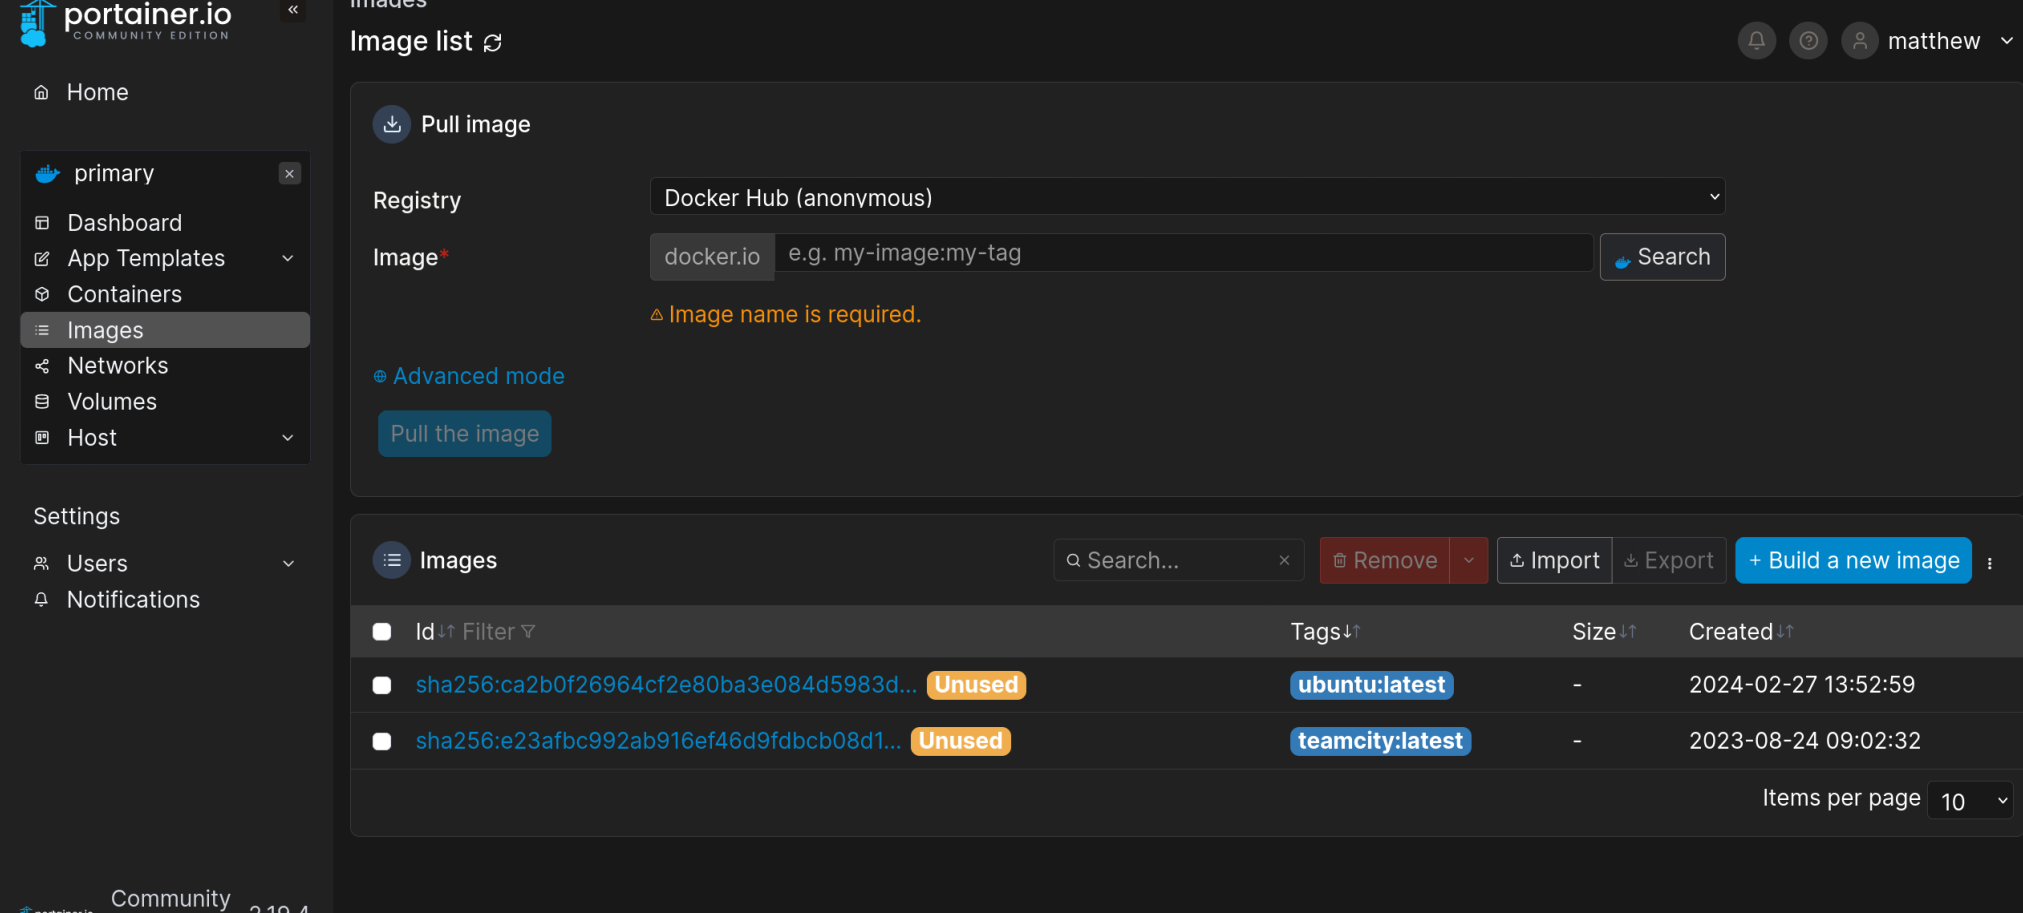 portainer.io
COMMUNITY EDITION
Home
primary
Dashboard
App Templates
Containers
Images
Networks
Volumes
Host
Settings
Users
Notifications
Community
Images
Image list
matthew
Pull image
Registry
Docker Hub (anonymous)
Image*
docker.io
e.g. my-image:my-tag
Search
Image name is required.
Advanced mode
Pull the image
Images
Search...
Remove
Import
Export
+ Build a new image
Id Filter Tags Size Created
sha256:ca2b0f26964cf2e80ba3e084d5983d... Unused ubuntu:latest - 2024-02-27 13:52:59
sha256:e23afbc992ab916ef46d9fdbcb08d1... Unused teamcity:latest - 2023-08-24 09:02:32
Items per page 10